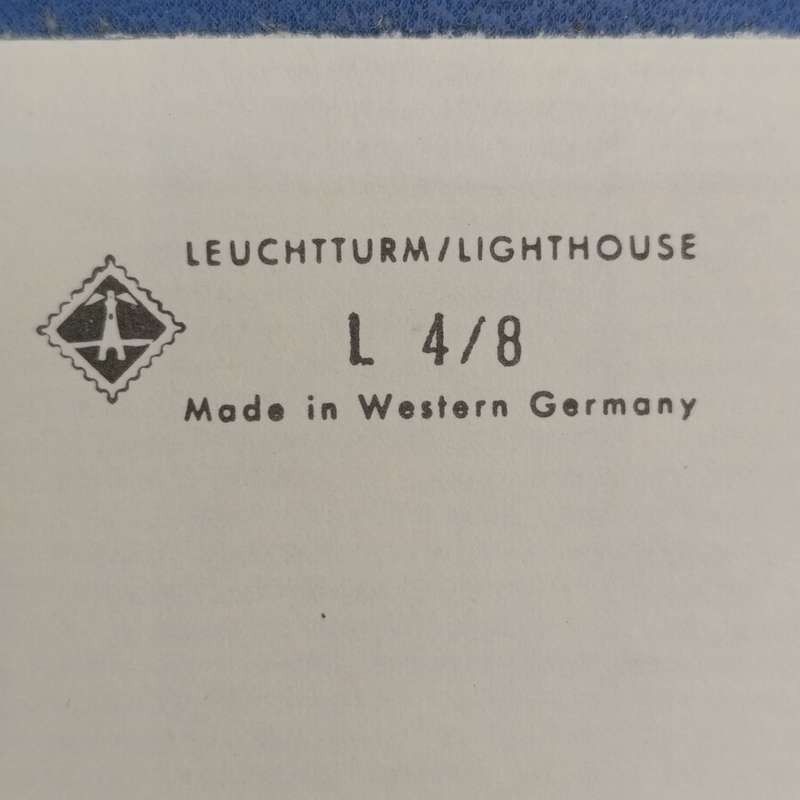 LEUCHTTURM/LIGHTHOUSE
L 4/8
Made in Western Germany